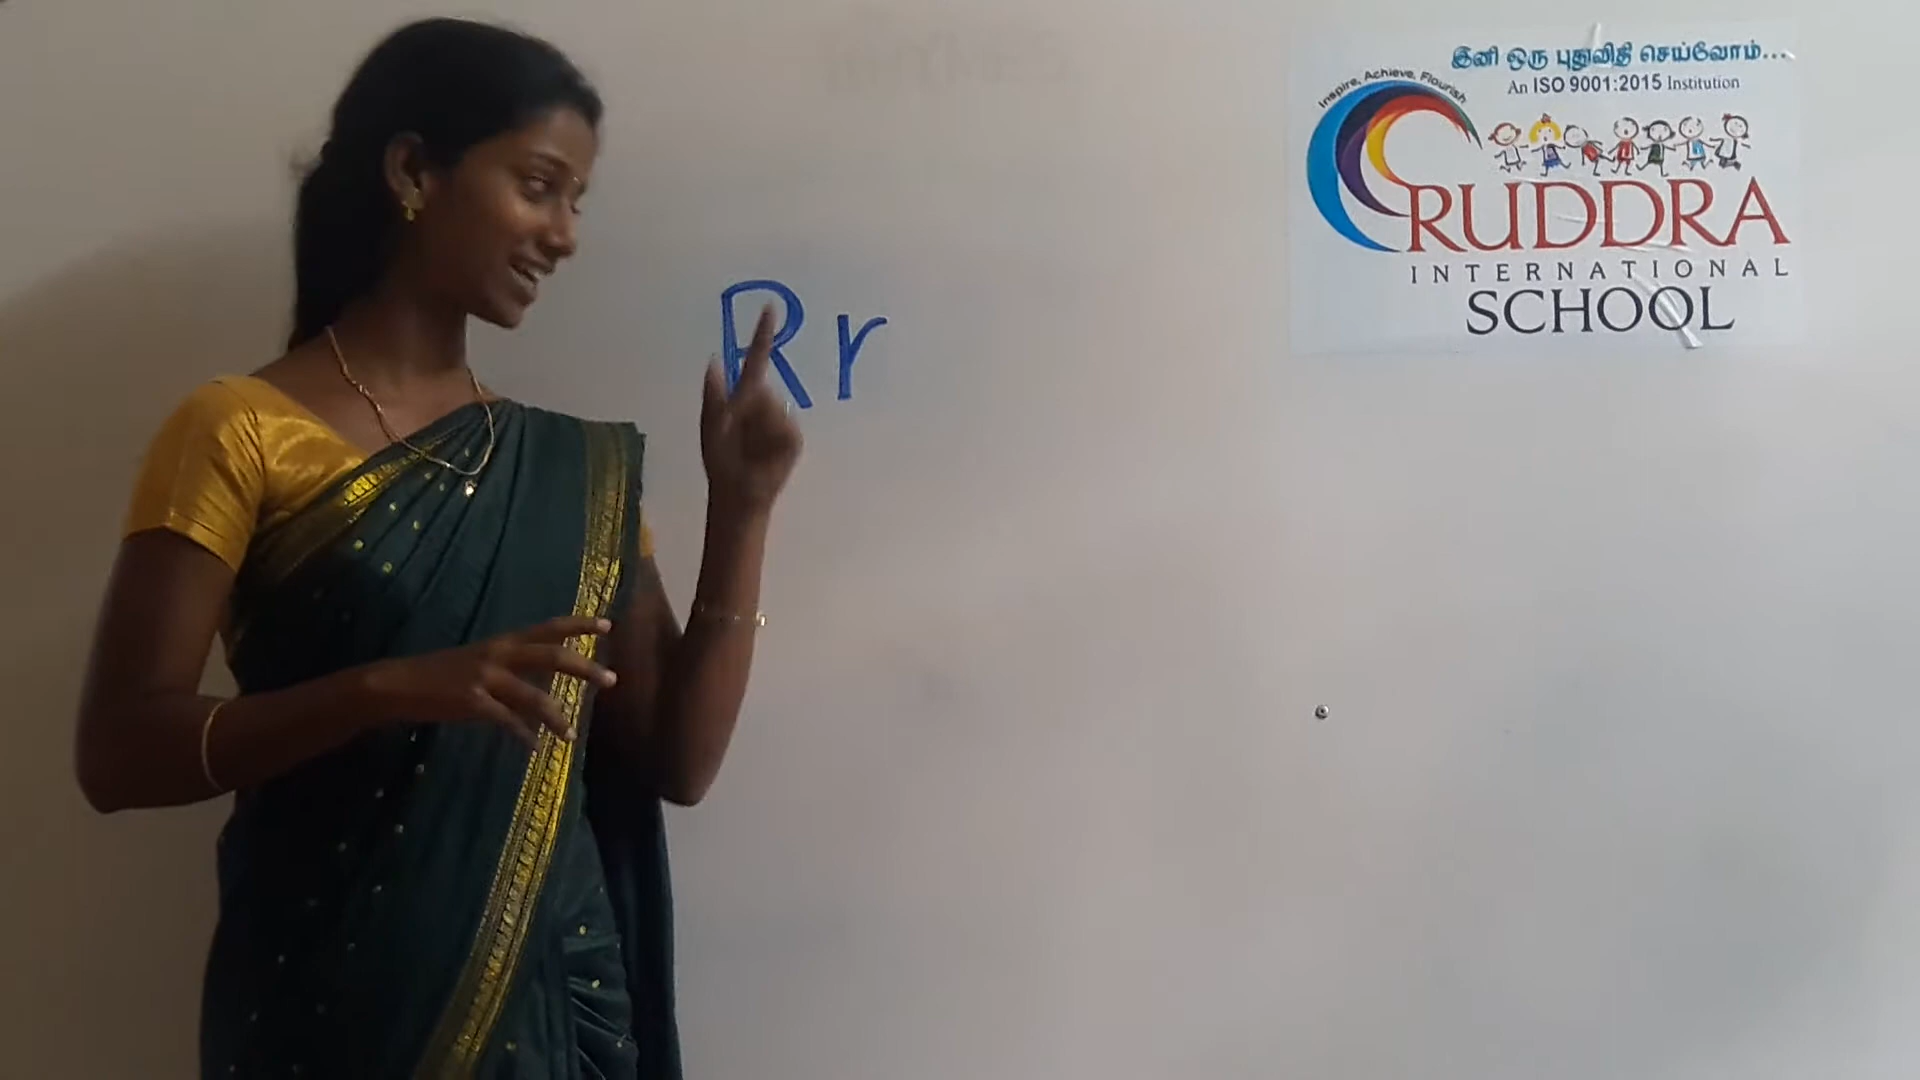 Rr
இனி ஒரு புதுவிதி செய்வோம்...
An ISO 9001:2015 Institution
Inspire, Achieve, Flourish
RUDDRA
INTERNATIONAL
SCHOOL